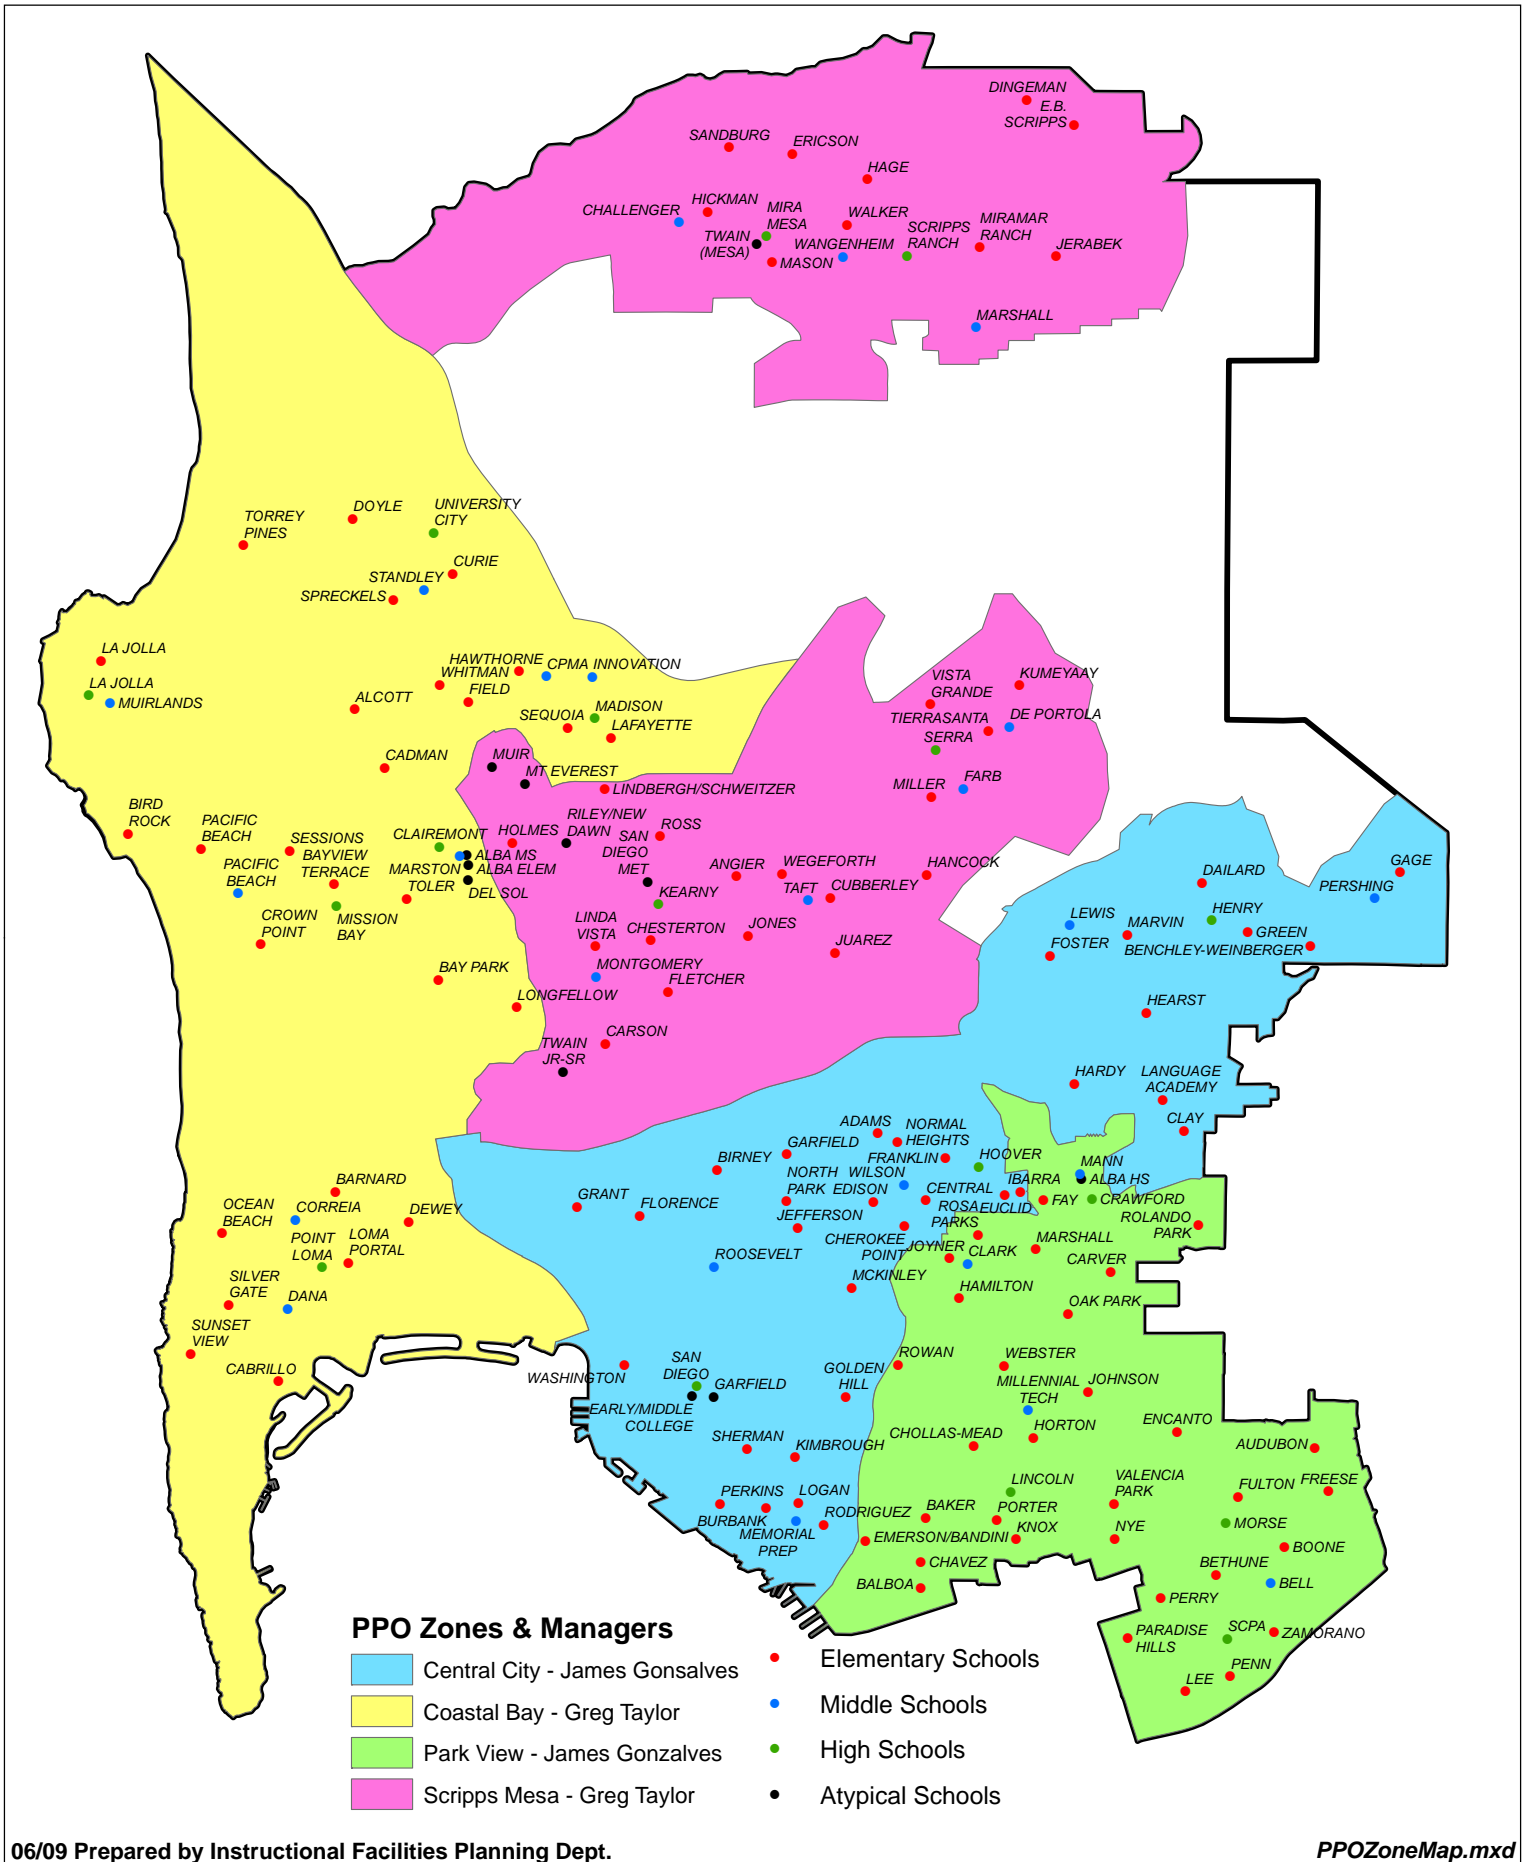 DINGEMAN
E.B.
SCRIPPS
SANDBURG
ERICSON
HAGE
HICKMAN
CHALLENGER
MIRA
MESA
WALKER
SCRIPPS
RANCH
MIRAMAR
RANCH
TWAIN
(MESA)
WANGENHEIM
JERABEK
MASON
MARSHALL
TORREY
PINES
DOYLE
UNIVERSITY
CITY
CURIE
STANDLEY
SPRECKELS
LA JOLLA
LA JOLLA
MUIRLANDS
HAWTHORNE
WHITMAN
CPMA INNOVATION
FIELD
ALCOTT
MADISON
SEQUOIA
LAFAYETTE
VISTA
GRANDE
KUMEYAAY
TIERRASANTA
DE PORTOLA
SERRA
CADMAN
MUIR
MT EVEREST
LINDBERGH/SCHWEITZER
MILLER
FARB
BIRD
ROCK
PACIFIC
BEACH
SESSIONS
BAYVIEW
TERRACE
PACIFIC
BEACH
CLAIREMONT
HOLMES
RILEY/NEW
DAWN
SAN
DIEGO
MET
ROSS
MARSTON
ALBA MS
ALBA ELEM
TOLER
DEL SOL
ANGIER
WEGEFORTH
HANCOCK
TAFT
CUBBERLEY
KEARNY
CROWN
POINT
MISSION
BAY
LINDA
VISTA
CHESTERTON
JONES
JUAREZ
BAY PARK
MONTGOMERY
FLETCHER
LONGFELLOW
CARSON
TWAIN
JR-SR
DAILARD
GAGE
PERSHING
LEWIS
MARVIN
HENRY
GREEN
FOSTER
BENCHLEY-WEINBERGER
HEARST
HARDY
LANGUAGE
ACADEMY
CLAY
ADAMS
NORMAL
HEIGHTS
GARFIELD
BIRNEY
FRANKLIN
HOOVER
MANN
ALBA HS
NORTH
PARK
WILSON
EDISON
CENTRAL
IBARRA
FAY
CRAWFORD
GRANT
FLORENCE
JEFFERSON
ROSA
PARKS
EUCLID
ROLANDO
PARK
CHEROKEE
POINT
JOYNER
CLARK
MARSHALL
CARVER
ROOSEVELT
MCKINLEY
HAMILTON
OAK PARK
BARNARD
OCEAN
BEACH
CORREIA
DEWEY
POINT
LOMA
LOMA
PORTAL
SILVER
GATE
DANA
SUNSET
VIEW
CABRILLO
WASHINGTON
SAN
DIEGO
GARFIELD
EARLY/MIDDLE
COLLEGE
GOLDEN
HILL
ROWAN
WEBSTER
MILLENNIAL
TECH
JOHNSON
SHERMAN
KIMBROUGH
CHOLLAS-MEAD
HORTON
ENCANTO
AUDUBON
PERKINS
LOGAN
BURBANK
MEMORIAL
PREP
RODRIGUEZ
BAKER
LINCOLN
PORTER
VALENCIA
PARK
FULTON
FREESE
EMERSON/BANDINI
KNOX
NYE
MORSE
BOONE
CHAVEZ
BETHUNE
BELL
BALBOA
PERRY
PARADISE
HILLS
SCPA
ZAMORANO
PENN
LEE
PPO Zones & Managers
Central City - James Gonsalves
Coastal Bay - Greg Taylor
Park View - James Gonzalves
Scripps Mesa - Greg Taylor
Elementary Schools
Middle Schools
High Schools
Atypical Schools
06/09 Prepared by Instructional Facilities Planning Dept.
PPOZoneMap.mxd